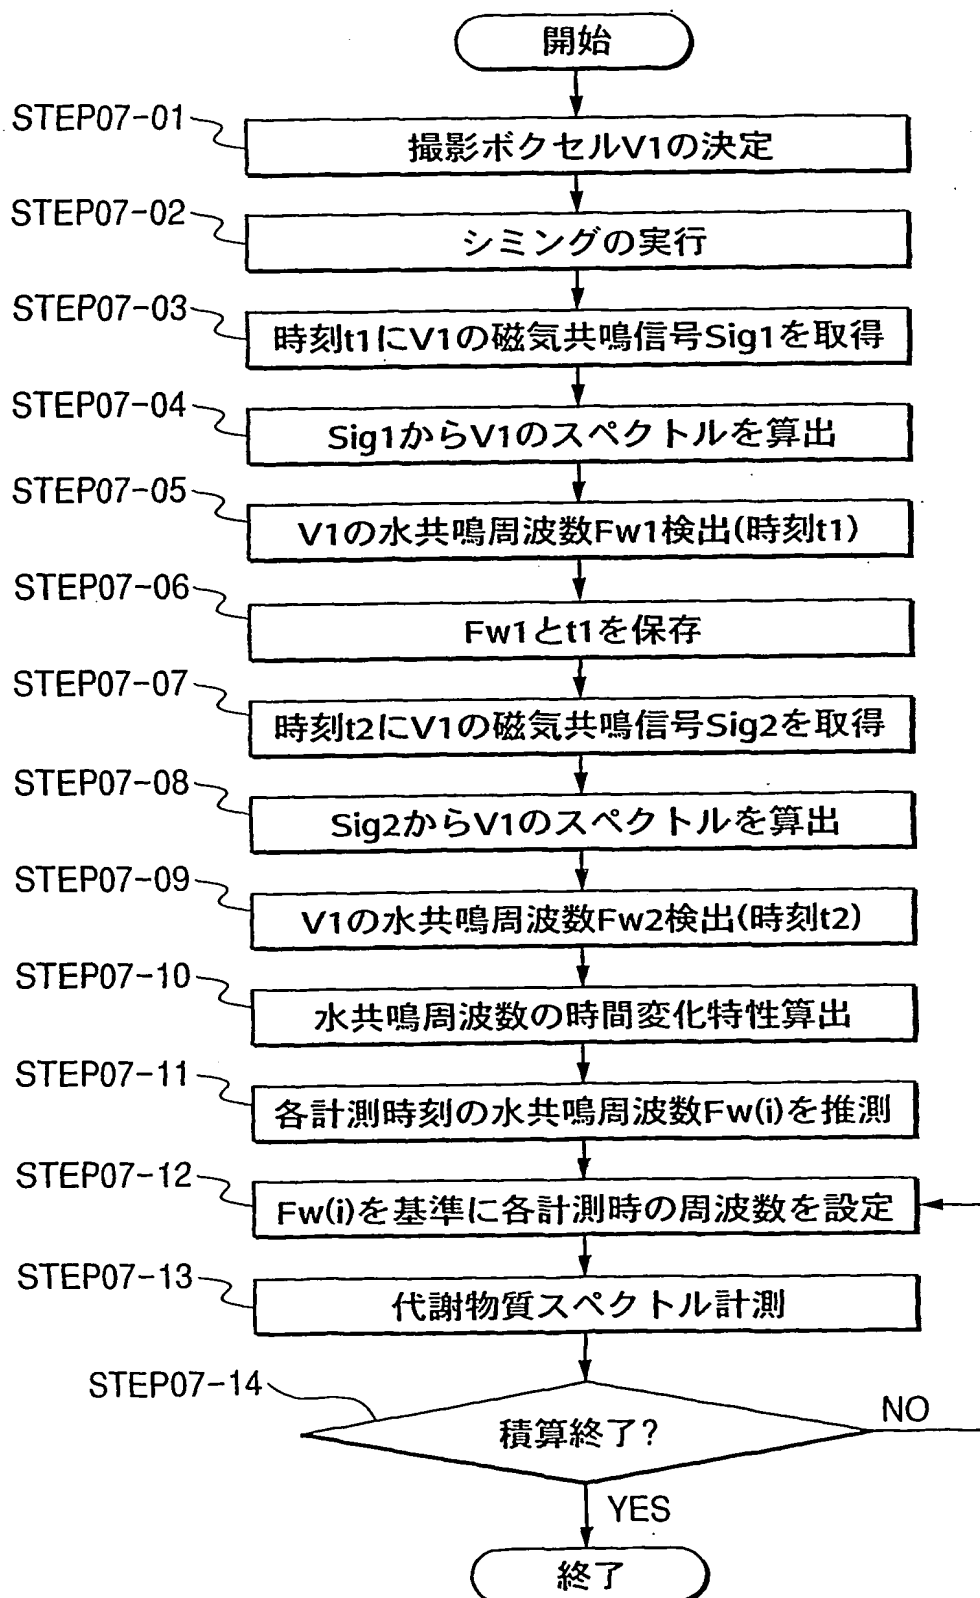 開始
STEP07-01
撮影ボクセルV1の決定
STEP07-02
シミングの実行
STEP07-03
時刻t1にV1の磁気共鳴信号Sig1を取得
STEP07-04
Sig1からV1のスペクトルを算出
STEP07-05
V1の水共鳴周波数Fw1検出(時刻t1)
STEP07-06
Fw1とt1を保存
STEP07-07
時刻t2にV1の磁気共鳴信号Sig2を取得
STEP07-08
Sig2からV1のスペクトルを算出
STEP07-09
V1の水共鳴周波数Fw2検出(時刻t2)
STEP07-10
水共鳴周波数の時間変化特性算出
STEP07-11
各計測時刻の水共鳴周波数Fw(i)を推測
STEP07-12
Fw(i)を基準に各計測時の周波数を設定
STEP07-13
代謝物質スペクトル計測
STEP07-14
積算終了?
NO
YES
終了